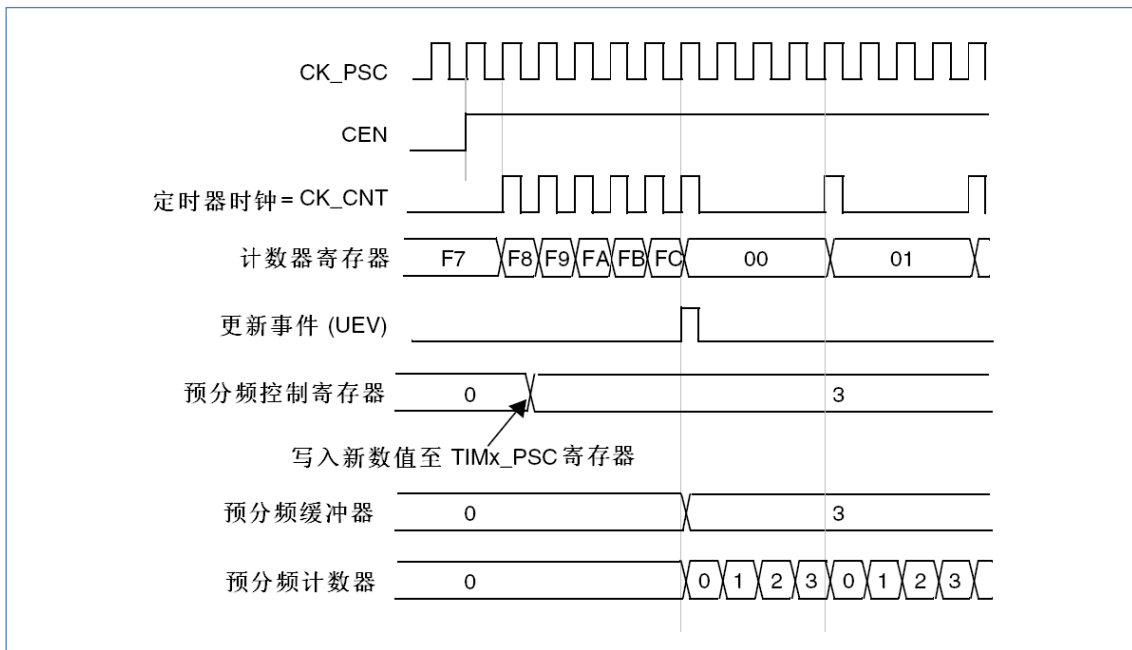 CK_PSC
CEN
定时器时钟= CK_CNT
计数器寄存器 F7 F8 F9 FA FB FC 00 01
更新事件 (UEV)
预分频控制寄存器 0 3
写入新数值至 TIMx_PSC 寄存器
预分频缓冲器 0 3
预分频计数器 0 0 1 2 3 0 1 2 3